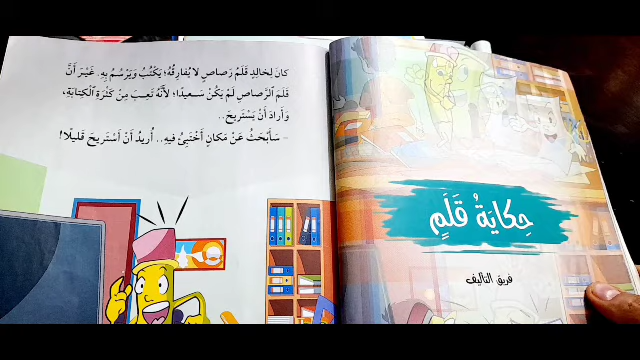 حِكايَةُ قَلَمٍ
فريق التأليف
كانَ لِخالِدٍ قَلَمُ رَصاصٍ لا يُفارِقُهُ؛ يَكْتُبُ وَيَرْسُمُ بِهِ. غَيْرَ أَنَّ
قَلَمَ الرَّصاصِ لَمْ يَكُنْ سَعيدًا؛ لِأَنَّهُ تَعِبَ مِنْ كَثْرَةِ الْكِتابَةِ،
وَأَرادَ أَنْ يَسْتَريحَ..
- سَأَبْحَثُ عَنْ مَكانٍ أَخْتَبِئُ فيهِ.. أُريدُ أَنْ أَسْتَريحَ قَليلًا!